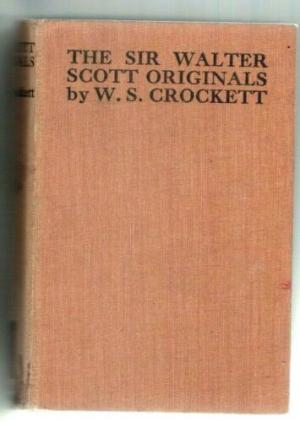 THE SIR WALTER
SCOTT ORIGINALS
by W. S. CROCKETT